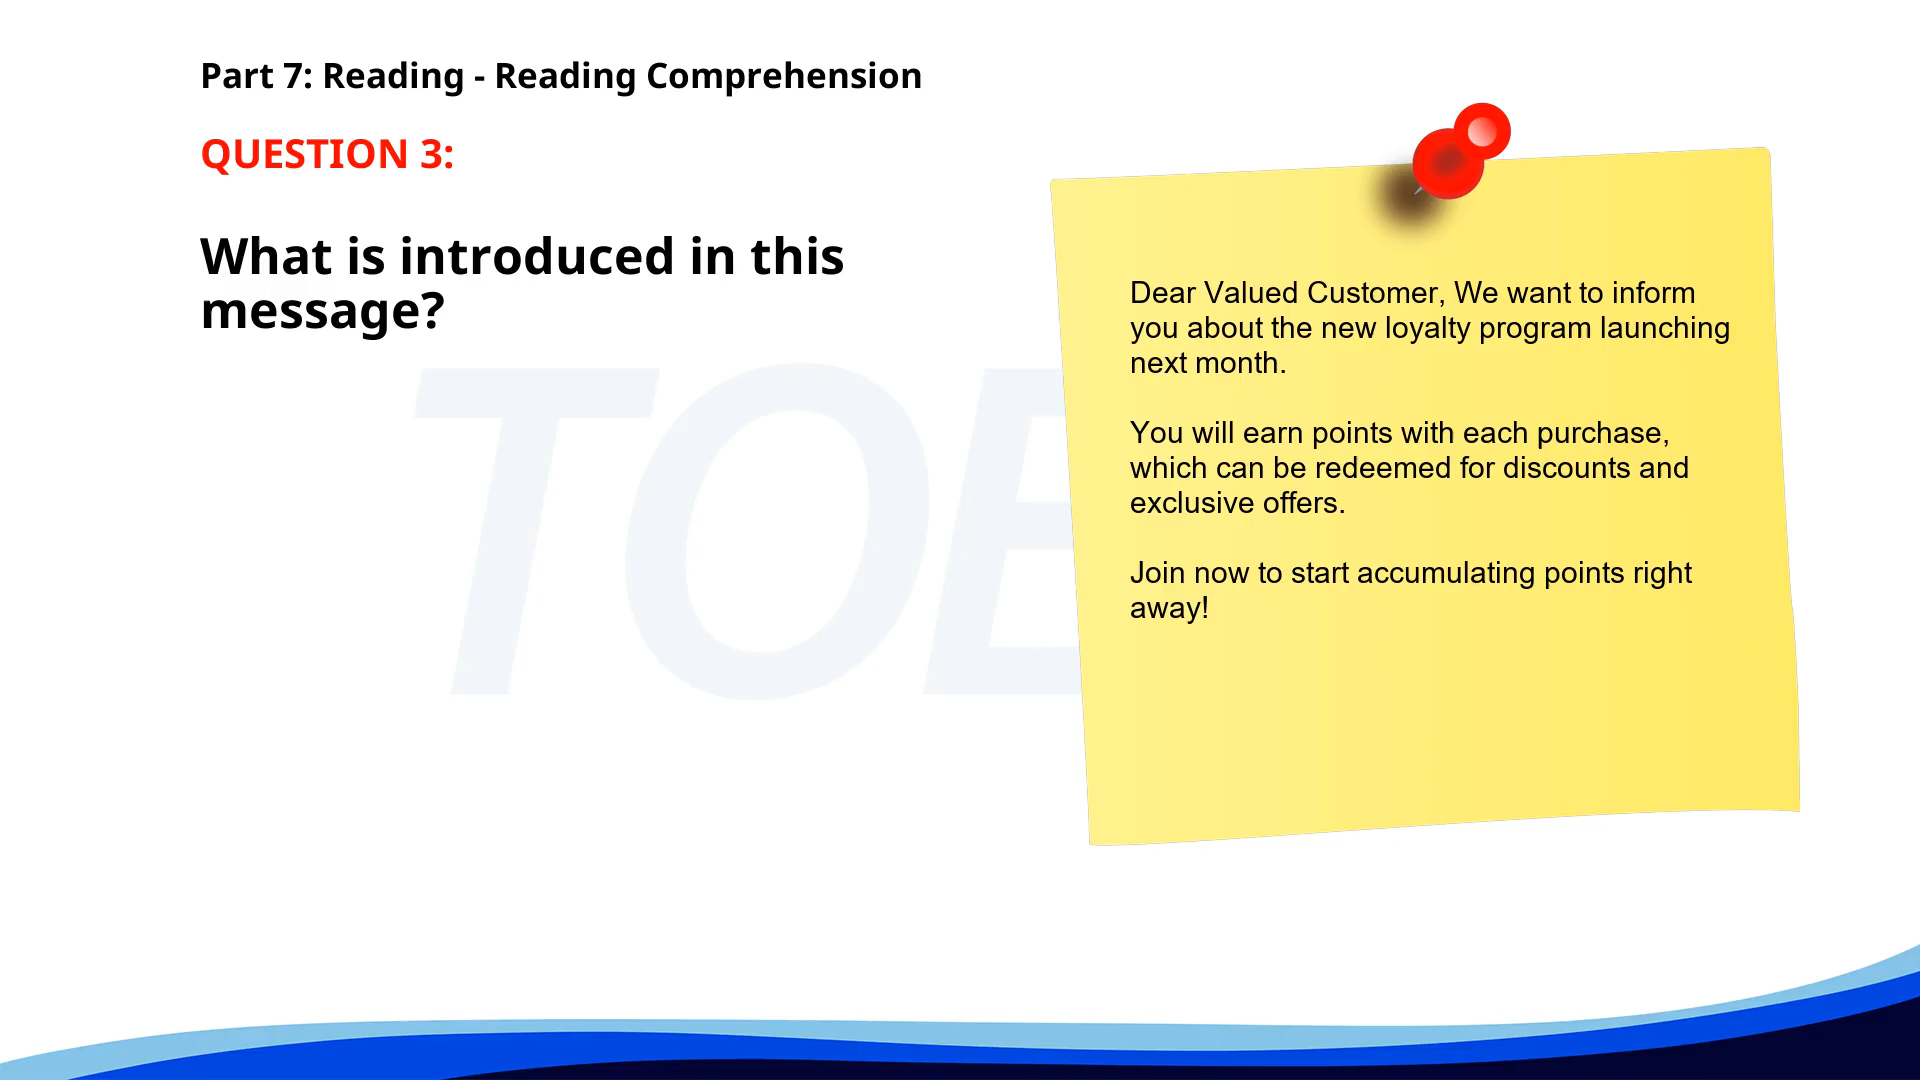 Part 7: Reading - Reading Comprehension
QUESTION 3:
What is introduced in this
message?
Dear Valued Customer, We want to inform
you about the new loyalty program launching
next month.
You will earn points with each purchase,
which can be redeemed for discounts and
exclusive offers.
Join now to start accumulating points right
away!
TOE